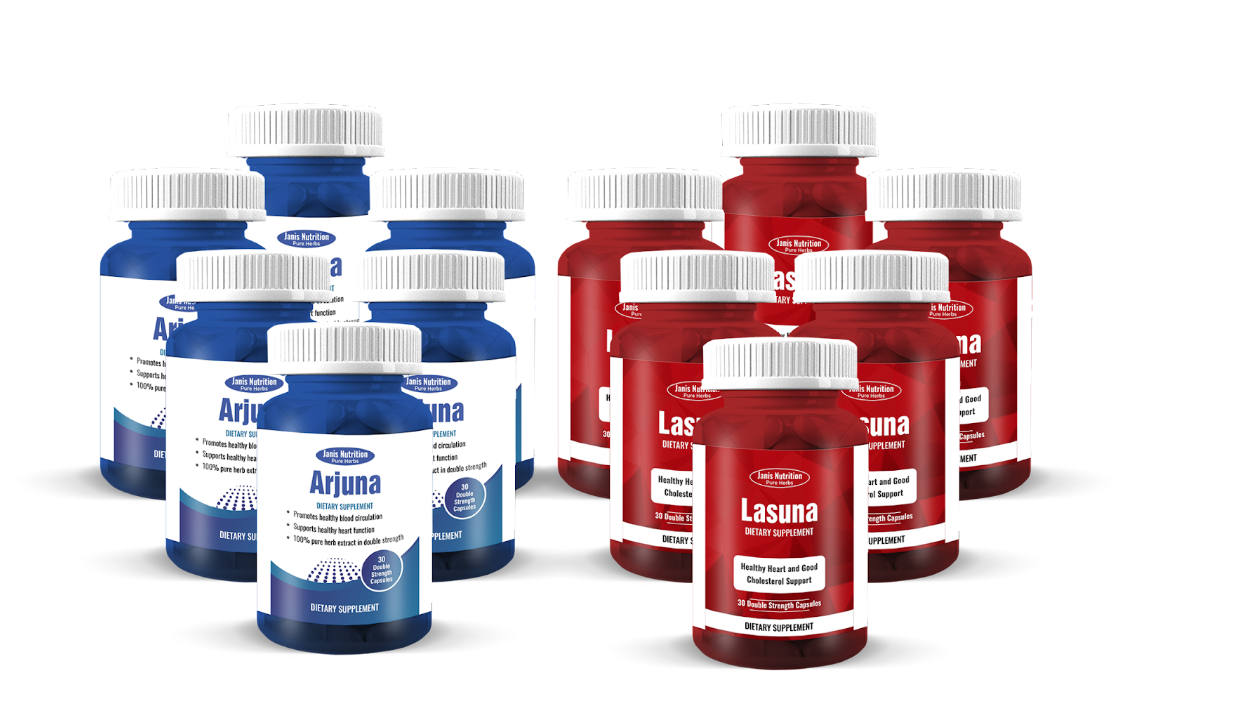 Janis Nutrition
Pure Herbs
Arjuna
DIETARY SUPPLEMENT
Promotes healthy blood circulation
Supports healthy heart function
100% pure herb extract in double strength
30
Double
Strength
Capsules
DIETARY SUPPLEMENT
Janis Nutrition
Pure Herbs
Lasuna
DIETARY SUPPLEMENT
Healthy Heart and Good
Cholesterol Support
30 Double Strength Capsules
DIETARY SUPPLEMENT